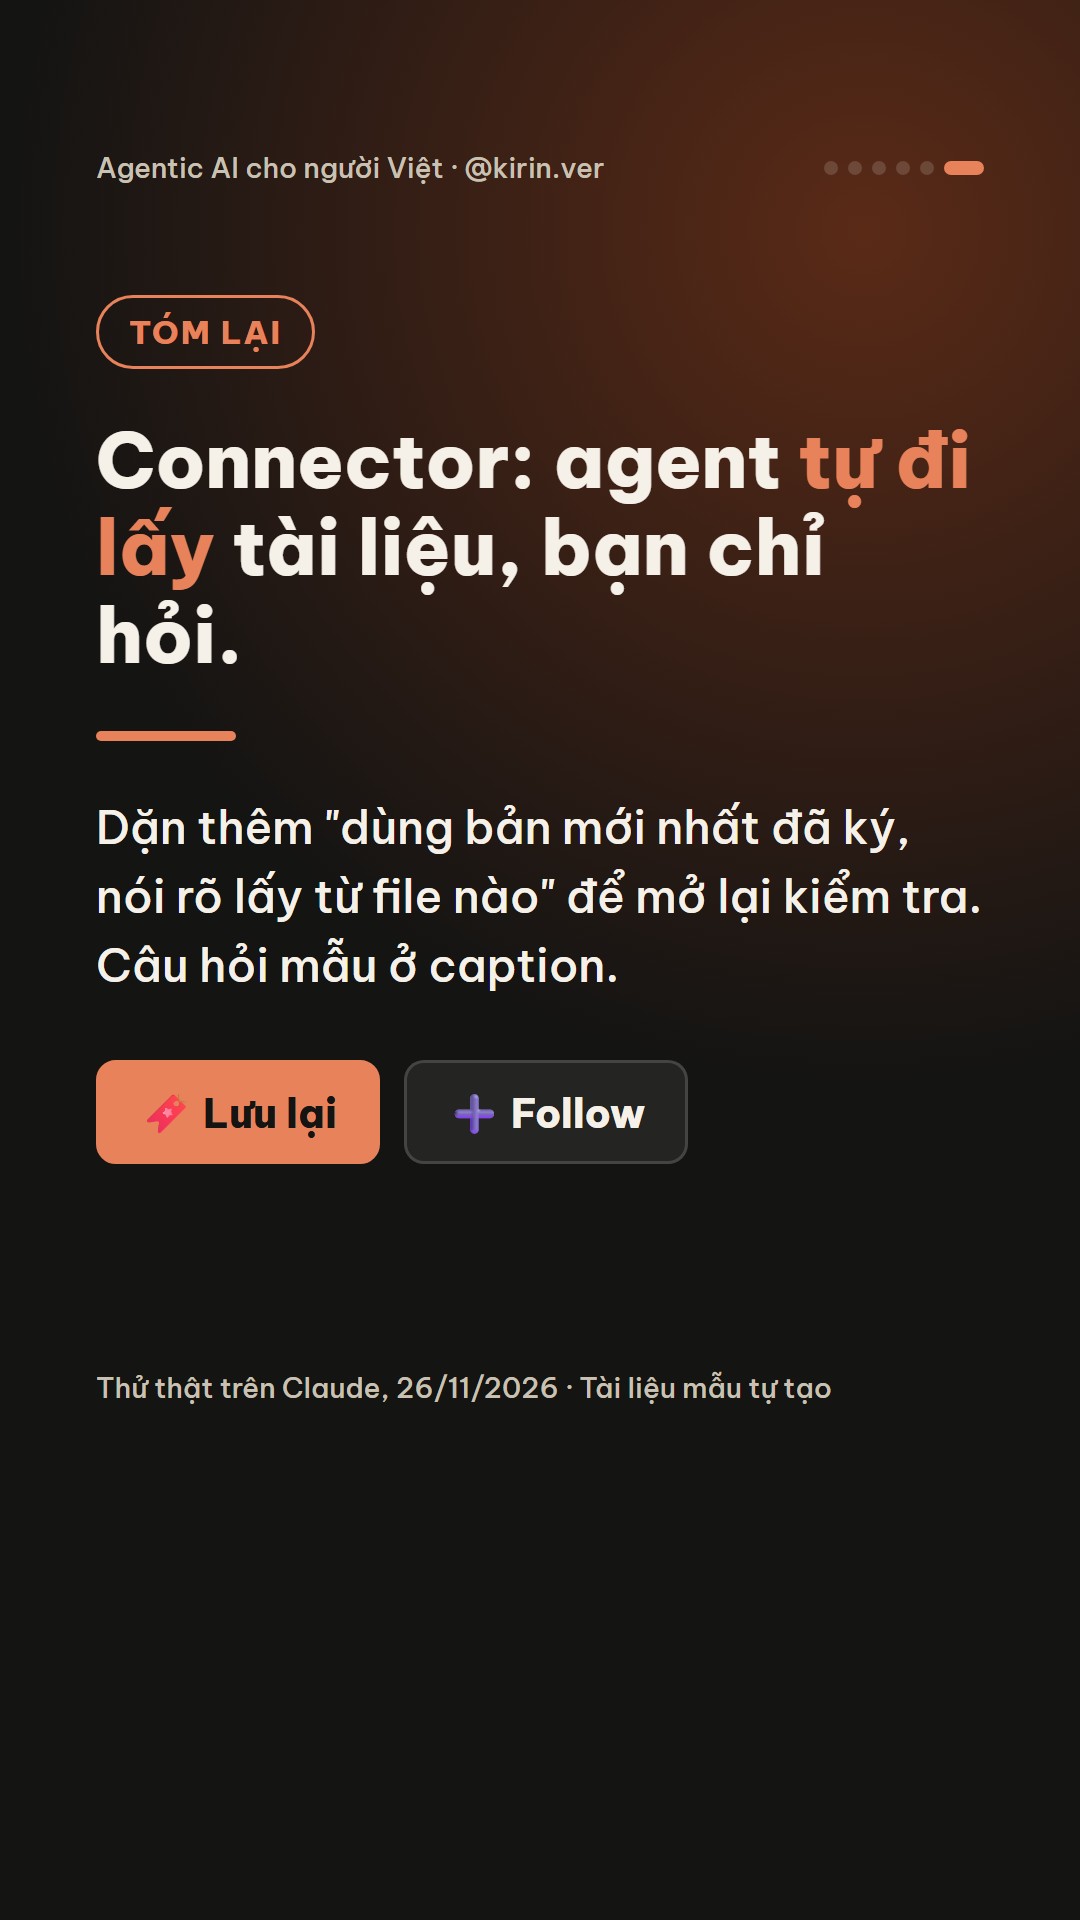 Agentic AI cho người Việt · @kirin.ver
TÓM LẠI
Connector: agent tự đi
lấy tài liệu, bạn chỉ
hỏi.
Dặn thêm "dùng bản mới nhất đã ký,
nói rõ lấy từ file nào" để mở lại kiểm tra.
Câu hỏi mẫu ở caption.
Lưu lại
Follow
Thử thật trên Claude, 26/11/2026 · Tài liệu mẫu tự tạo